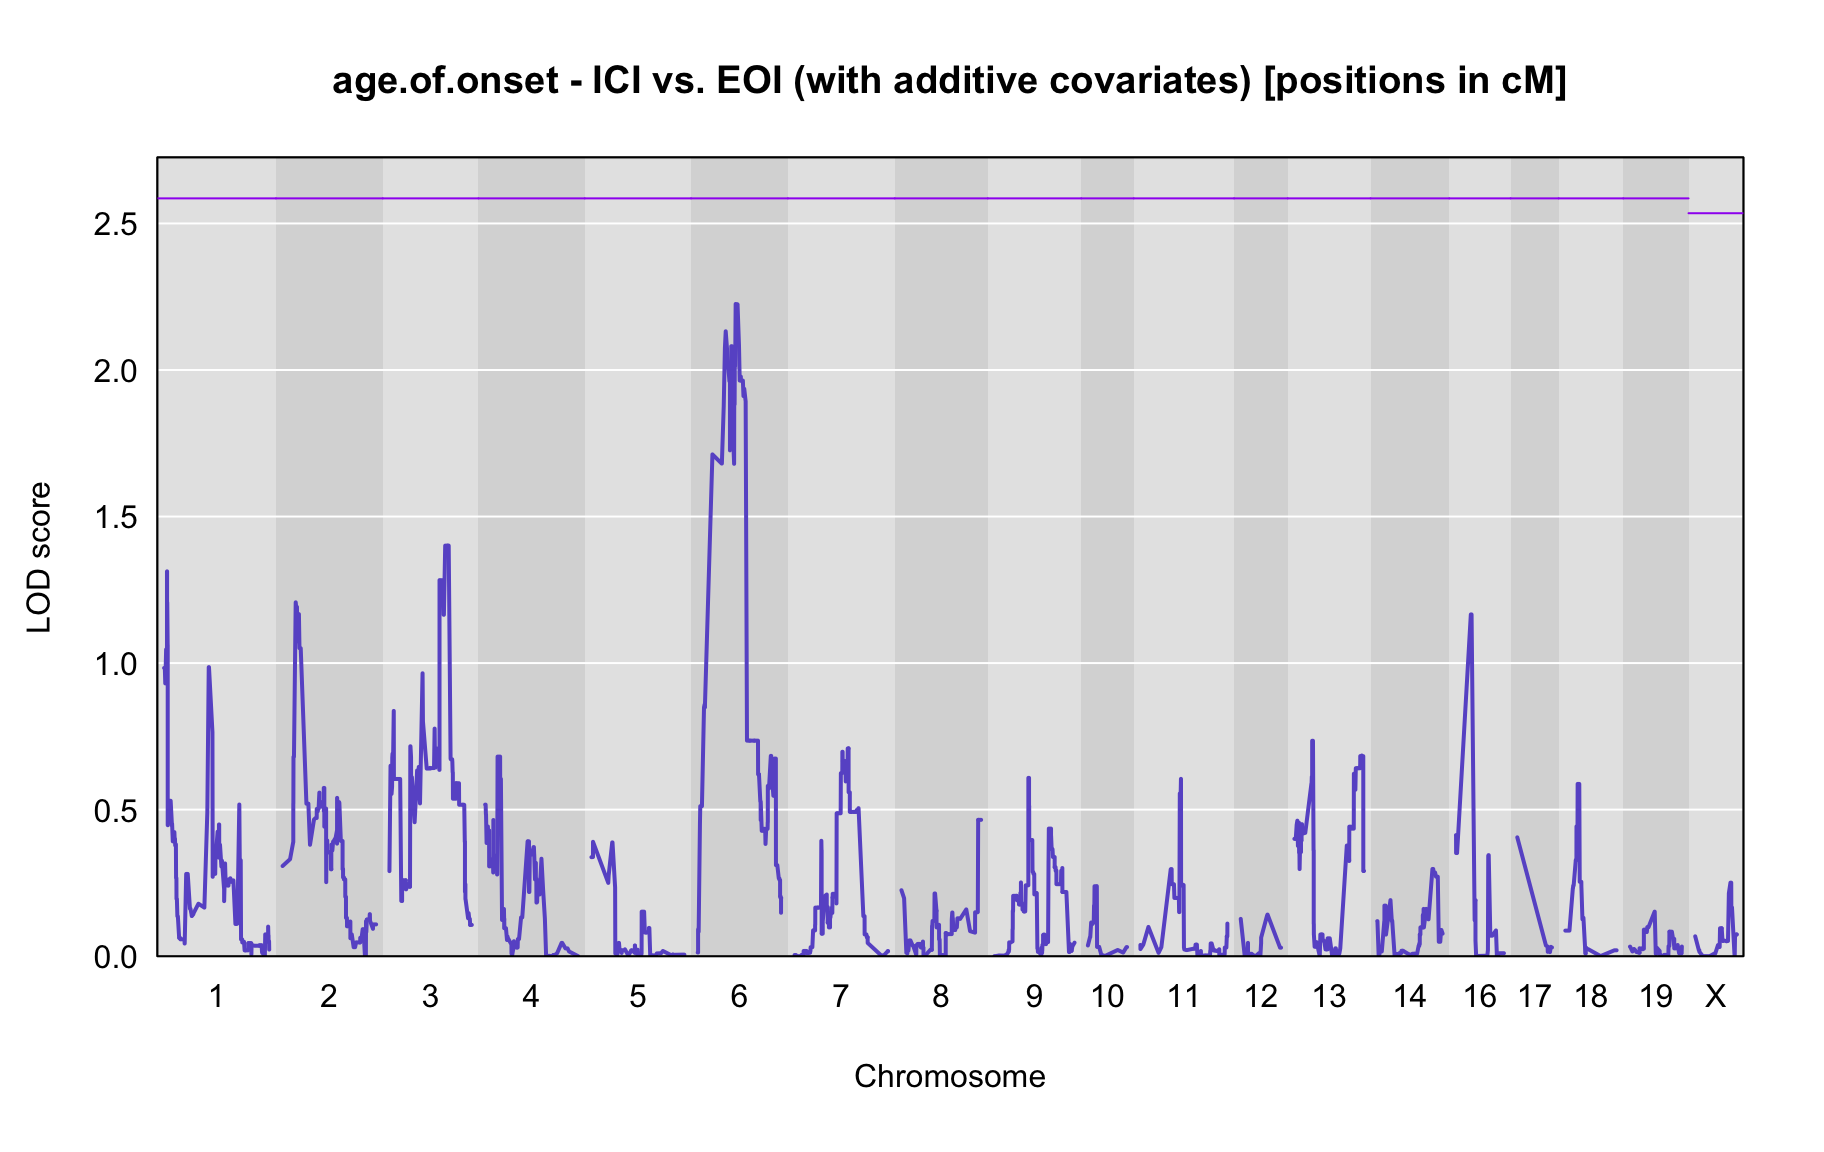 age.of.onset - ICI vs. EOI (with additive covariates) [positions in cM]
2.5
2.0
1.5
1.0
0.5
0.0
LOD score
1 2 3 4 5 6 7 8 9 10 11 12 13 14 16 17 18 19 X
Chromosome